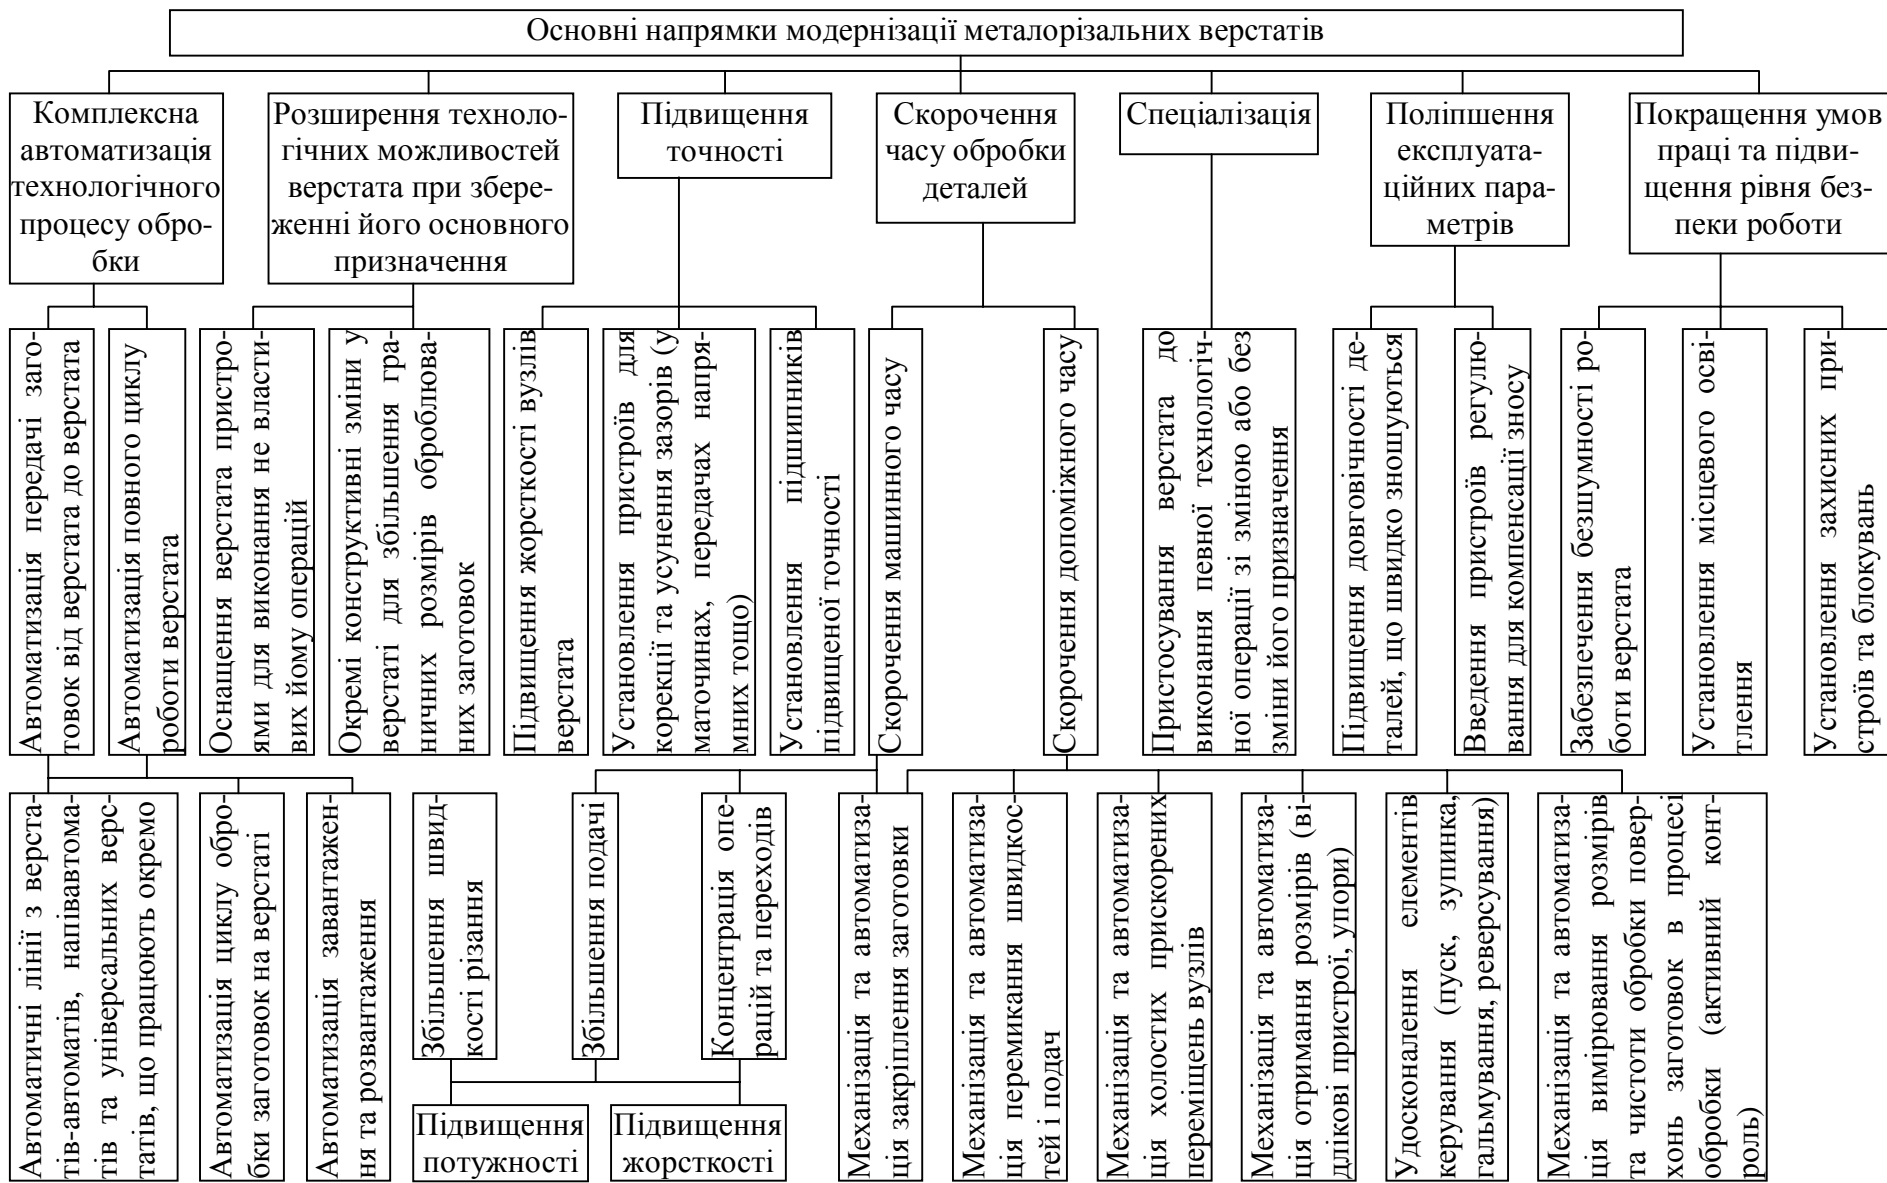 Основні напрямки модернізації металорізальних верстатів
Комплексна
автоматизація
технологічного
процесу обро-
бки
Розширення техноло-
гічних можливостей
верстата при збере-
женні його основного
призначення
Підвищення
точності
Скорочення
часу обробки
деталей
Спеціалізація
Поліпшення
експлуата-
ційних пара-
метрів
Покращення умов
праці та підви-
щення рівня без-
пеки роботи
Автоматизація передачі заго-
товок від верстата до верстата
Автоматизація повного циклу
роботи верстата
Оснащення верстата пристро-
ями для виконання не власти-
вих йому операцій
Окремі конструктивні зміни у
верстаті для збільшення гра-
ничних розмірів оброблюва-
них заготовок
Підвищення жорсткості вузлів
верстата
Установлення пристроїв для
корекції та усунення зазорів (у
маточинах, передачах напря-
мних тощо)
Установлення підшипників
підвищеної точності
Скорочення машинного часу
Скорочення допоміжного часу
Пристосування верстата до
виконання певної технологіч-
ної операції зі зміною або без
зміни його призначення
Підвищення довговічності де-
талей, що швидко зношуються
Введення пристроїв регулю-
вання для компенсації зносу
Забезпечення безшумності ро-
боти верстата
Установлення місцевого осві-
тлення
Установлення захисних при-
строїв та блокувань
Автоматичні лінії з верста-
тів-автоматів, напівавтома-
тів та універсальних верс-
татів, що працюють окремо
Автоматизація циклу обро-
бки заготовок на верстаті
Автоматизація завантажен-
ня та розвантаження
Збільшення швид-
кості різання
Збільшення подачі
Концентрація опе-
рацій та переходів
Підвищення
потужності
Підвищення
жорсткості
Механізація та автоматиза-
ція закріплення заготовки
Механізація та автоматиза-
ція перемикання швидкос-
тей і подач
Механізація та автоматиза-
ція холостих прискорених
переміщень вузлів
Механізація та автоматиза-
ція отримання розмірів (ві-
длікові пристрої, упори)
Удосконалення елементів
керування (пуск, зупинка,
гальмування, реверсування)
Механізація та автоматиза-
ція вимірювання розмірів
та чистоти обробки повер-
хонь заготовок в процесі
обробки (активний конт-
роль)